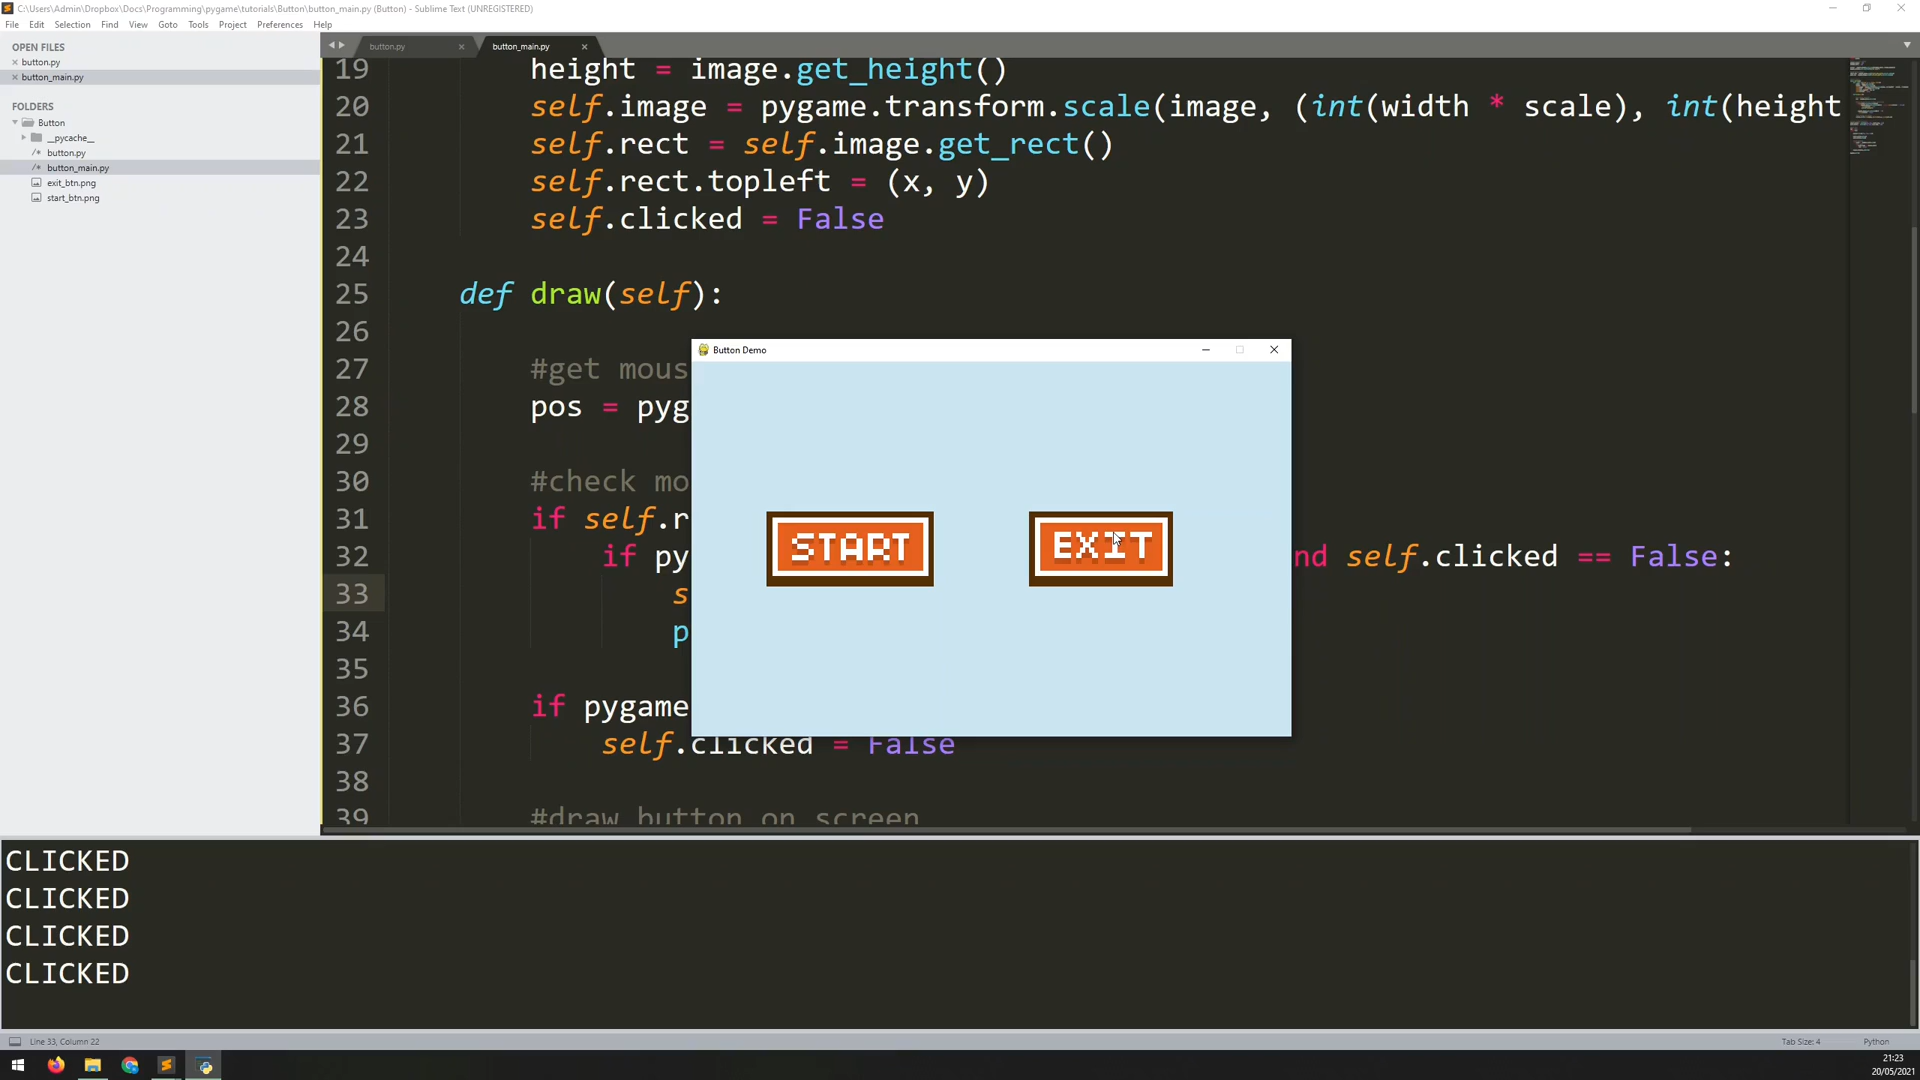 C:\Users\Admin\Dropbox\Docs\Programming\pygame\tutorials\Button\button_main.py (Button) - Sublime Text (UNREGISTERED)
File Edit Selection Find View Goto Tools Project Preferences Help
OPEN FILES
button.py
button_main.py
FOLDERS
Button
__pycache__
button.py
button_main.py
exit_btn.png
start_btn.png
button.py
button_main.py
19 height = image.get_height()
20 self.image = pygame.transform.scale(image, (int(width * scale), int(height
21 self.rect = self.image.get_rect()
22 self.rect.topleft = (x, y)
23 self.clicked = False
24
25 def draw(self):
26
27 #get mous
28 pos = pyg
29
30 #check mo
31 if self.r
32 if py nd self.clicked == False:
33 s
34 p
35
36 if pygame
37 self.clicked = False
38
39 #draw button on screen
Button Demo
START
EXIT
CLICKED
CLICKED
CLICKED
CLICKED
Line 33, Column 22
Tab Size: 4
Python
21:23
20/05/2021